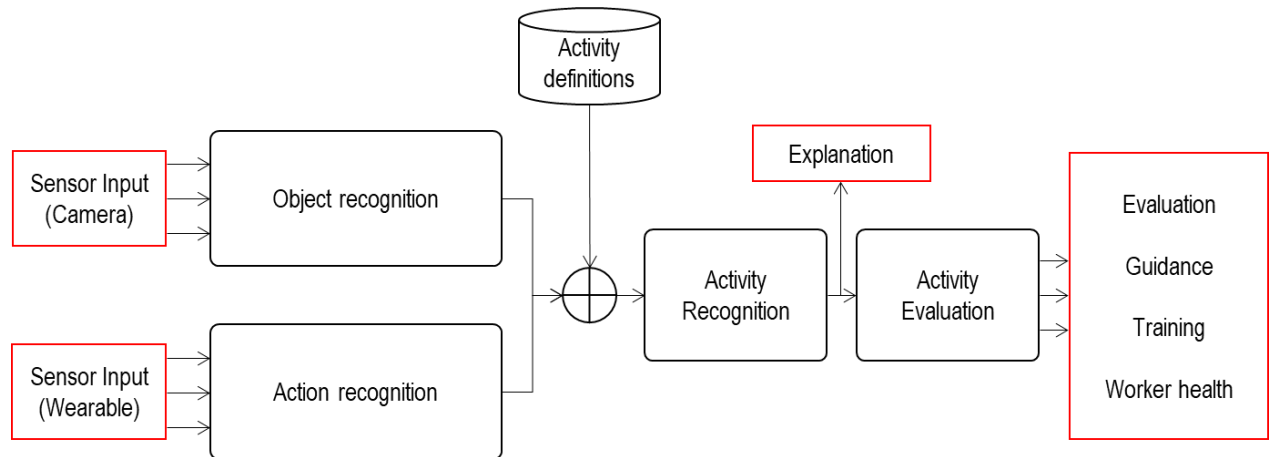 Activity
definitions
Sensor Input
(Camera)
Object recognition
Explanation
Activity
Recognition
Activity
Evaluation
Evaluation
Guidance
Training
Worker health
Sensor Input
(Wearable)
Action recognition